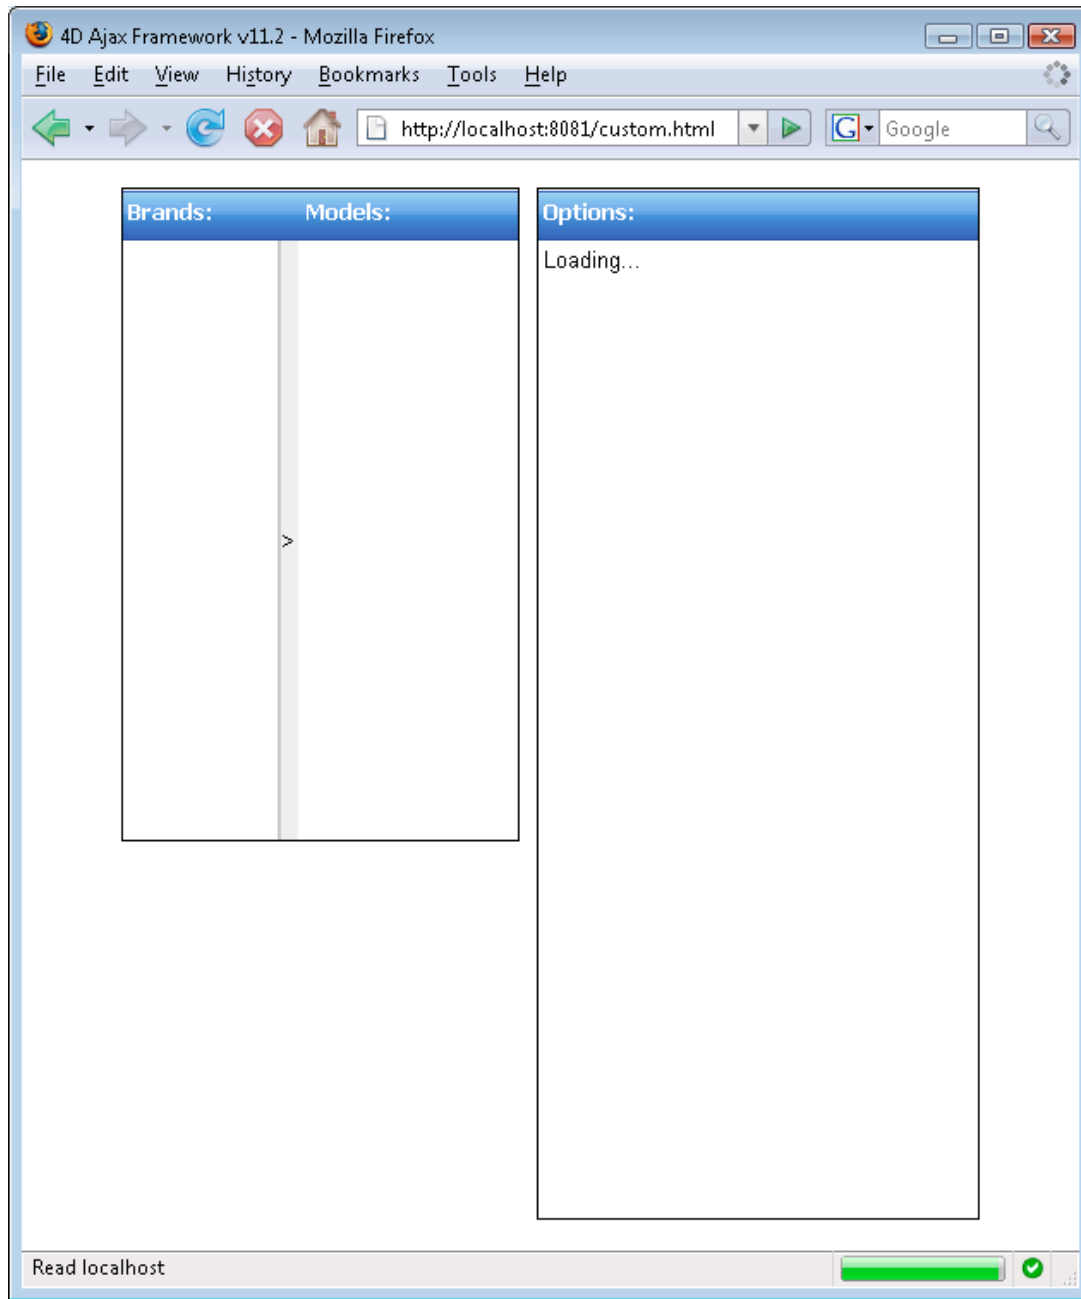 4D Ajax Framework v11.2 - Mozilla Firefox
File Edit View History Bookmarks Tools Help
http://localhost:8081/custom.html G Google
Brands: Models: Options:
Loading...
>
Read localhost